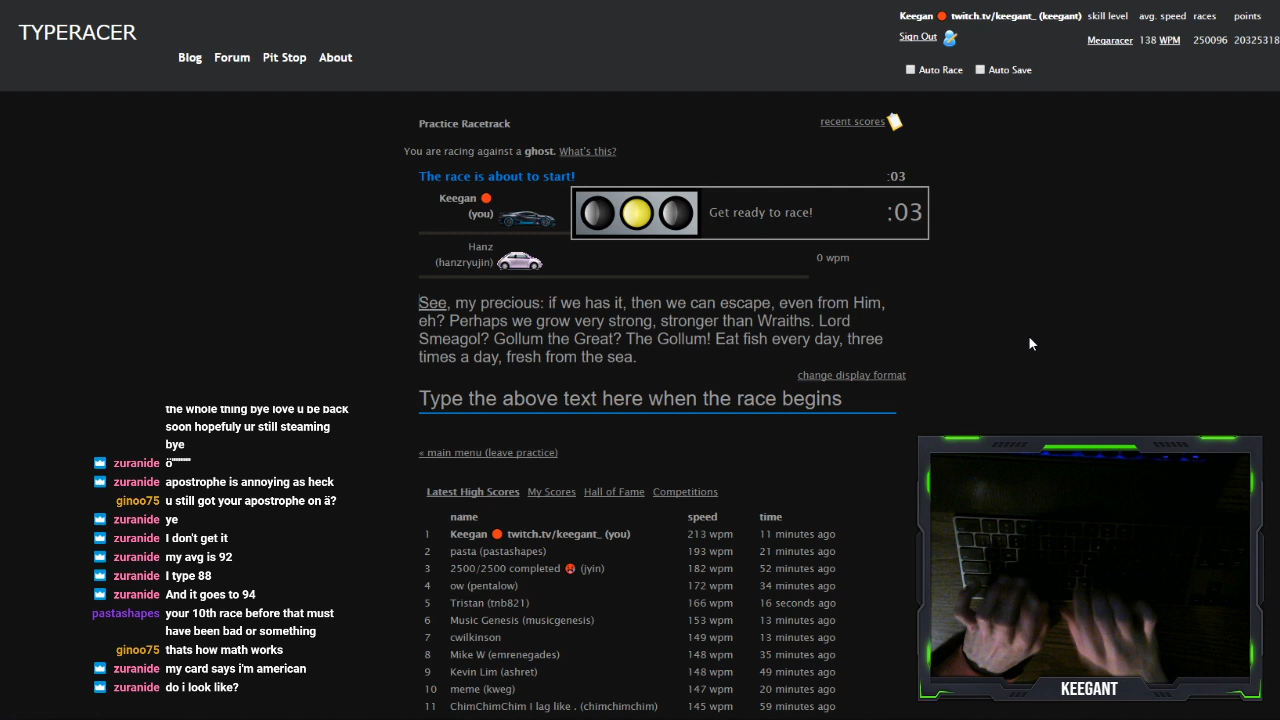 TYPERACER
Blog Forum Pit Stop About
Keegan twitch.tv/keegant_ (keegant) skill level avg. speed races points
Sign Out Megaracer 138 WPM 250096 20325318
Auto Race Auto Save
Practice Racetrack recent scores
You are racing against a ghost. What's this?
The race is about to start! :03
Keegan
(you)
Get ready to race! :03
Hanz
(hanzryujin)
0 wpm
See, my precious: if we has it, then we can escape, even from Him,
eh? Perhaps we grow very strong, stronger than Wraiths. Lord
Smeagol? Gollum the Great? The Gollum! Eat fish every day, three
times a day, fresh from the sea.
change display format
Type the above text here when the race begins
« main menu (leave practice)
Latest High Scores My Scores Hall of Fame Competitions
name speed time
1 Keegan twitch.tv/keegant_ (you) 213 wpm 11 minutes ago
2 pasta (pastashapes) 193 wpm 21 minutes ago
3 2500/2500 completed (jyin) 182 wpm 52 minutes ago
4 ow (pentalow) 172 wpm 34 minutes ago
5 Tristan (tnb821) 166 wpm 16 seconds ago
6 Music Genesis (musicgenesis) 153 wpm 13 minutes ago
7 cwilkinson 149 wpm 13 minutes ago
8 Mike W (emrenegades) 148 wpm 35 minutes ago
9 Kevin Lim (ashret) 148 wpm 49 minutes ago
10 meme (kweg) 147 wpm 20 minutes ago
11 ChimChimChim I lag like . (chimchimchim) 145 wpm 59 minutes ago
the whole thing bye love u be back
soon hopefuly ur still steaming
bye
zuranide ö"""""
zuranide apostrophe is annoying as heck
ginoo75 u still got your apostrophe on ä?
zuranide ye
zuranide I don't get it
zuranide my avg is 92
zuranide I type 88
zuranide And it goes to 94
pastashapes your 10th race before that must
have been bad or something
ginoo75 thats how math works
zuranide my card says i'm american
zuranide do i look like?
KEEGANT